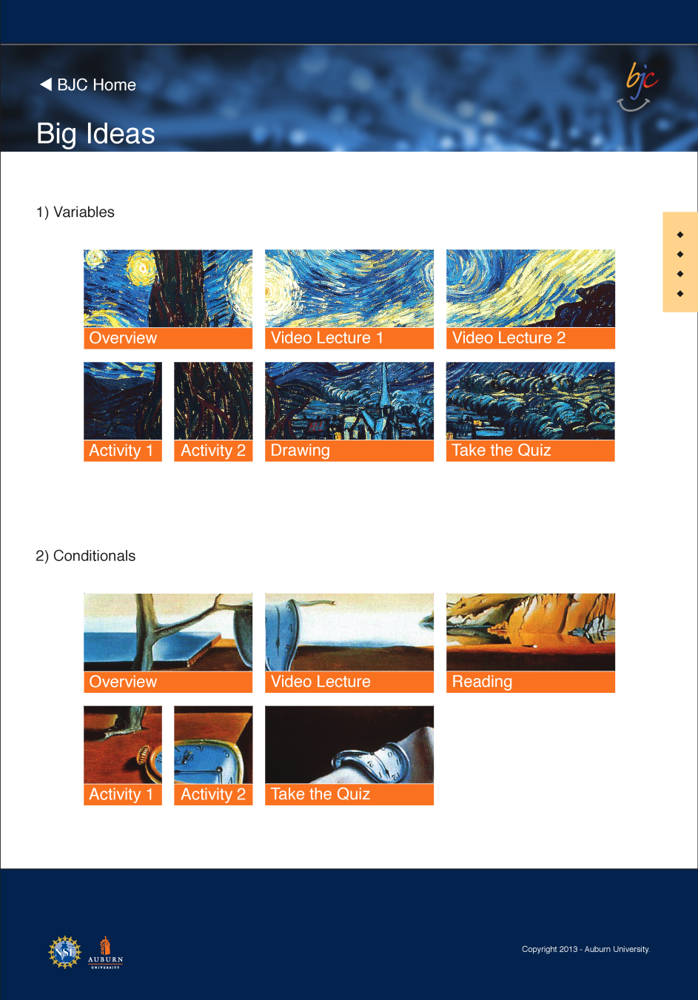 BJC Home
bjc
Big Ideas
1) Variables
Overview
Video Lecture 1
Video Lecture 2
Activity 1
Activity 2
Drawing
Take the Quiz
2) Conditionals
Overview
Video Lecture
Reading
Activity 1
Activity 2
Take the Quiz
NSF
AUBURN
UNIVERSITY
Copyright 2013 - Auburn University.